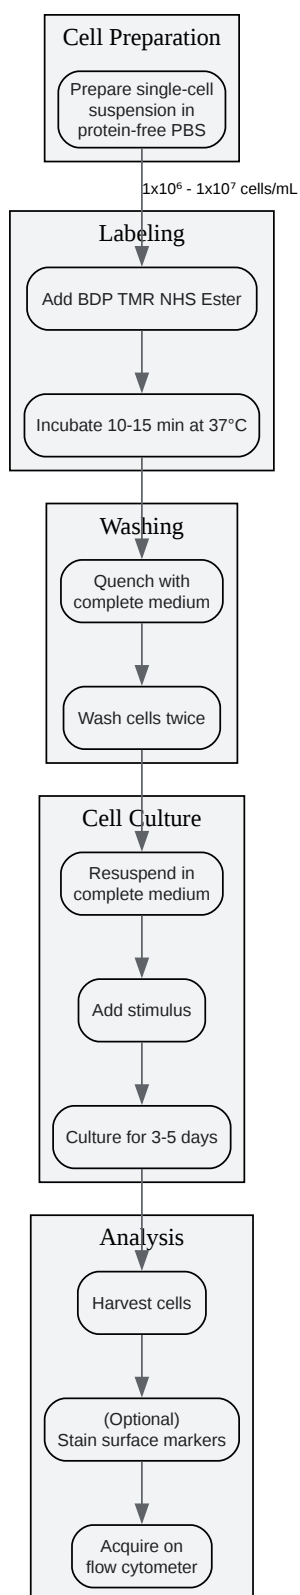 Cell Preparation
Prepare single-cell
suspension in
protein-free PBS
1x10⁶ - 1x10⁷ cells/mL
Labeling
Add BDP TMR NHS Ester
Incubate 10-15 min at 37°C
Washing
Quench with
complete medium
Wash cells twice
Cell Culture
Resuspend in
complete medium
Add stimulus
Culture for 3-5 days
Analysis
Harvest cells
(Optional)
Stain surface markers
Acquire on
flow cytometer